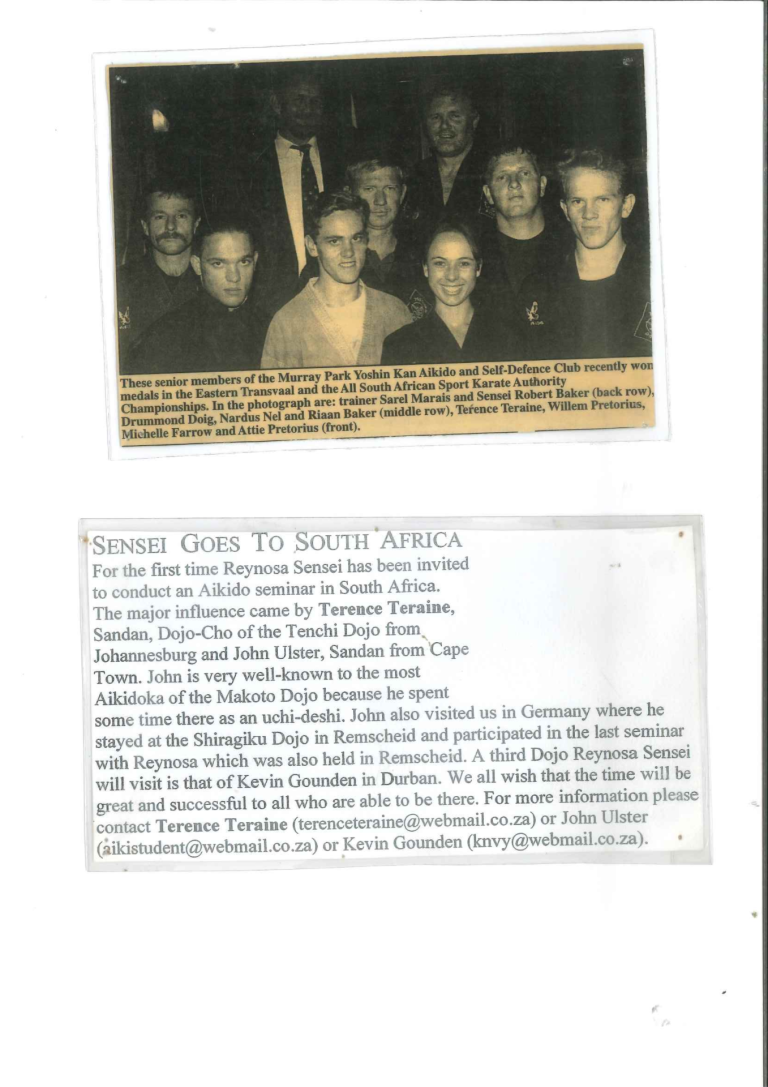 These senior members of the Murray Park Yoshin Kan Aikido and Self-Defence Club recently won
medals in the Eastern Transvaal and the All South African Sport Karate Authority
Championships. In the photograph are: trainer Sarel Marais and Sensei Robert Baker (back row),
Drummond Doig, Nardus Nel and Riaan Baker (middle row), Terence Teraine, Willem Pretorius,
Michelle Farrow and Attie Pretorius (front).
SENSEI GOES TO SOUTH AFRICA
For the first time Reynosa Sensei has been invited
to conduct an Aikido seminar in South Africa.
The major influence came by Terence Teraine,
Sandan, Dojo-Cho of the Tenchi Dojo from
Johannesburg and John Ulster, Sandan from Cape
Town. John is very well-known to the most
Aikidoka of the Makoto Dojo because he spent
some time there as an uchi-deshi. John also visited us in Germany where he
stayed at the Shiragiku Dojo in Remscheid and participated in the last seminar
with Reynosa which was also held in Remscheid. A third Dojo Reynosa Sensei
will visit is that of Kevin Gounden in Durban. We all wish that the time will be
great and successful to all who are able to be there. For more information please
contact Terence Teraine (terenceteraine@webmail.co.za) or John Ulster
(aikistudent@webmail.co.za) or Kevin Gounden (knvy@webmail.co.za).